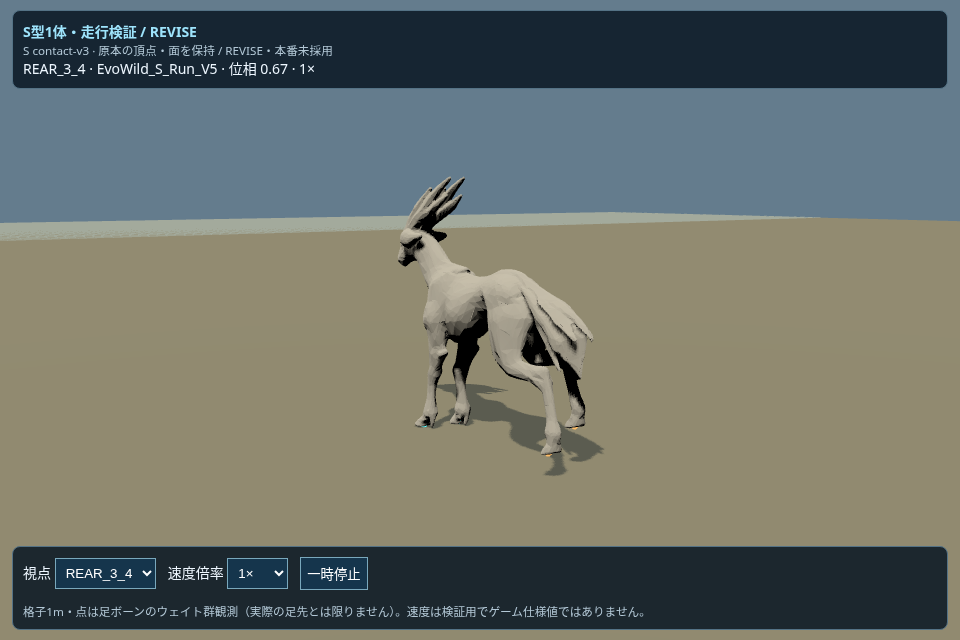 S型1体・走行検証 / REVISE
S contact-v3 · 原本の頂点・面を保持 / REVISE・本番未採用
REAR_3_4 · EvoWild_S_Run_V5 · 位相 0.67 · 1×
視点 REAR_3_4 速度倍率 1× 一時停止
格子1m・点は足ボーンのウェイト群観測（実際の足先とは限りません）。速度は検証用でゲーム仕様値ではありません。